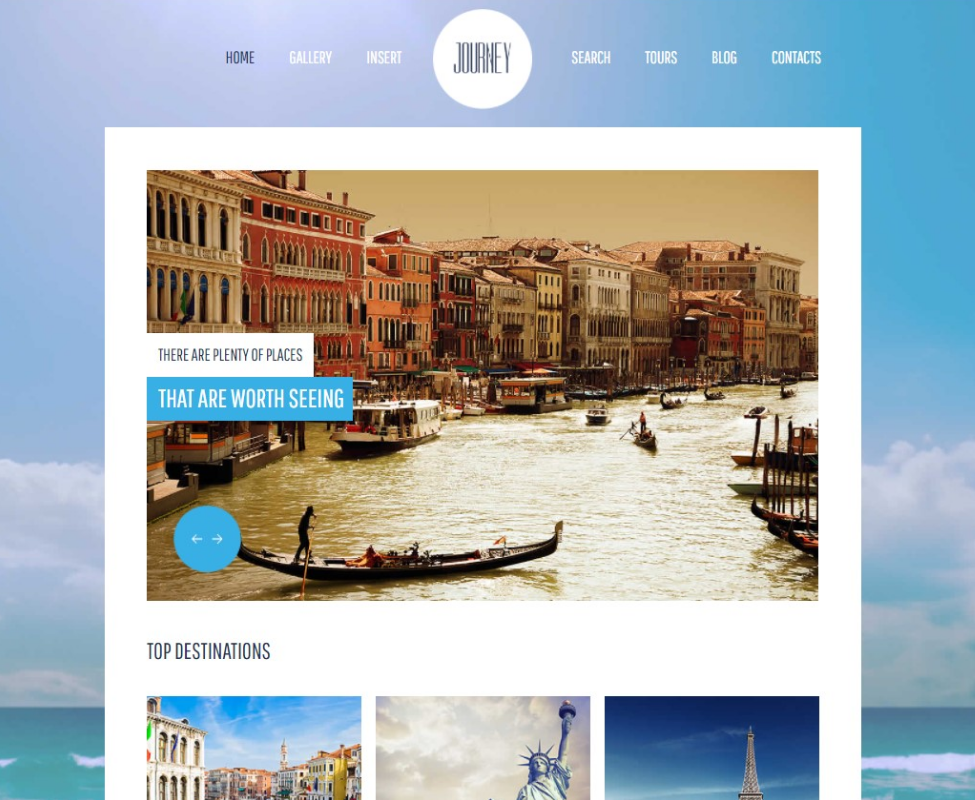 HOME GALLERY INSERT JOURNEY SEARCH TOURS BLOG CONTACTS
THERE ARE PLENTY OF PLACES
THAT ARE WORTH SEEING
TOP DESTINATIONS